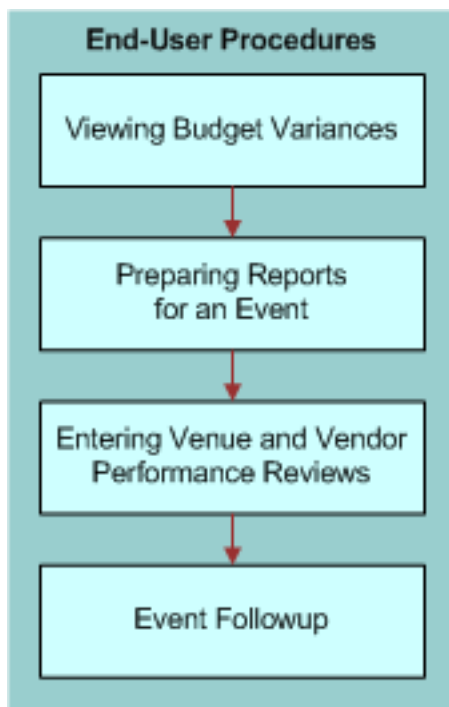 End-User Procedures
Viewing Budget Variances
Preparing Reports
for an Event
Entering Venue and Vendor
Performance Reviews
Event Followup